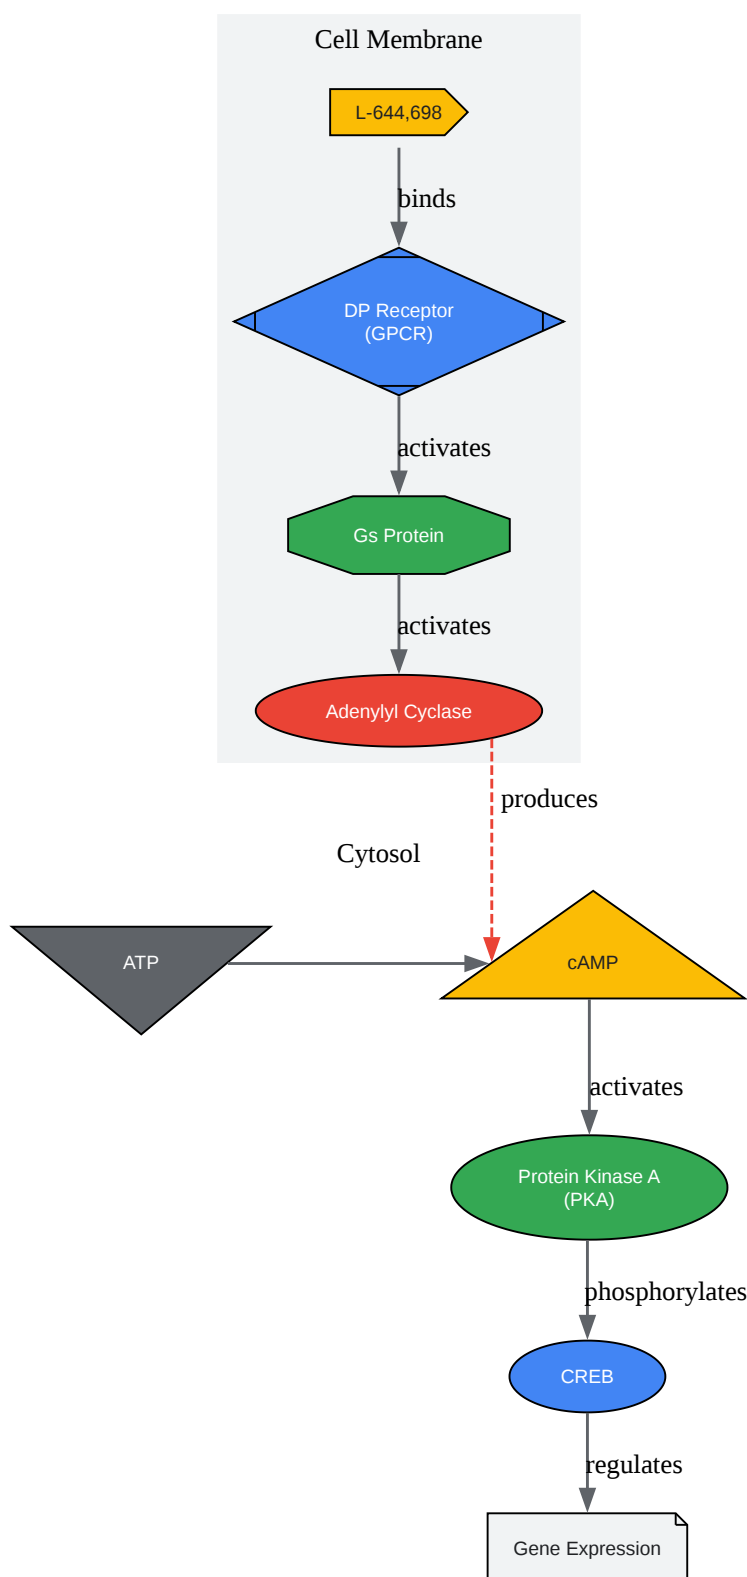 Cell Membrane
L-644,698
binds
DP Receptor
(GPCR)
activates
Gs Protein
activates
Adenylyl Cyclase
produces
Cytosol
ATP
cAMP
activates
Protein Kinase A
(PKA)
phosphorylates
CREB
regulates
Gene Expression